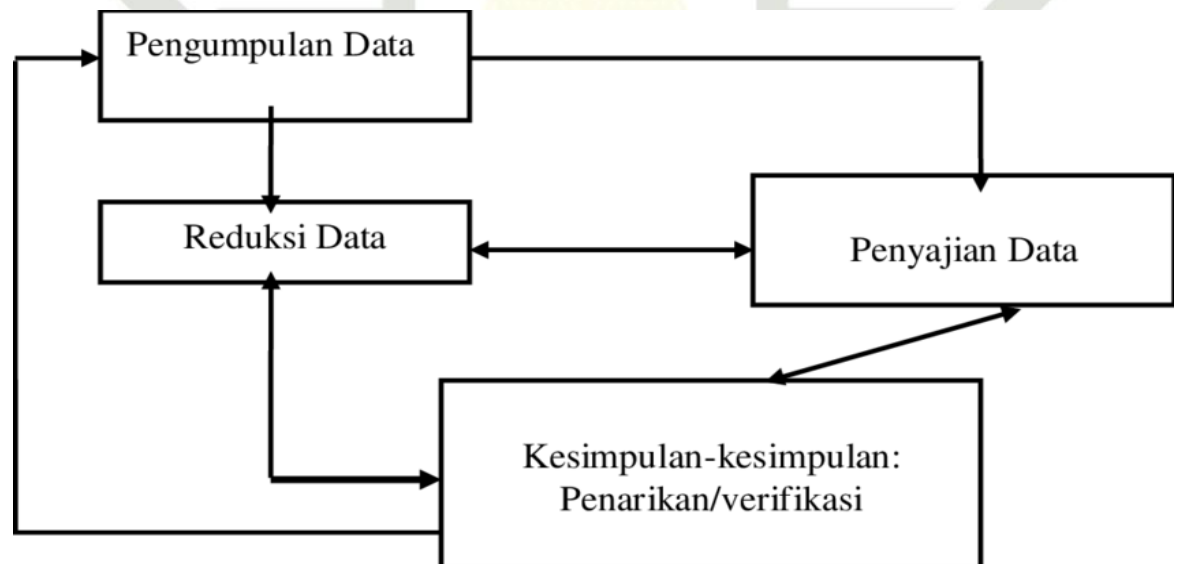 Pengumpulan Data
Reduksi Data
Penyajian Data
Kesimpulan-kesimpulan:
Penarikan/verifikasi